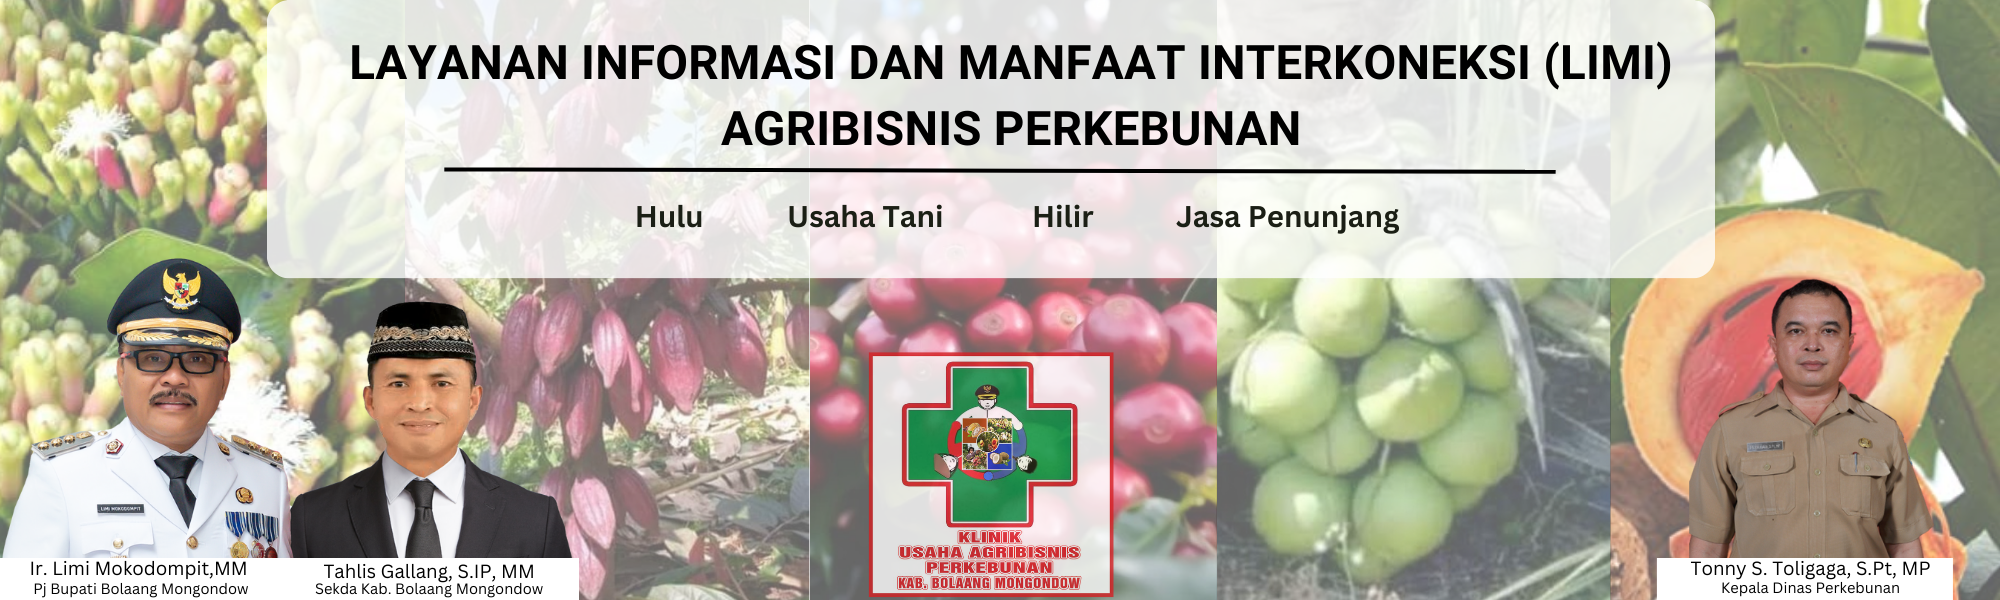 LAYANAN INFORMASI DAN MANFAAT INTERKONEKSI (LIMI)
AGRIBISNIS PERKEBUNAN
Hulu Usaha Tani Hilir Jasa Penunjang
LIMI MOKODOMPIT
KLINIK
USAHA AGRIBISNIS
PERKEBUNAN
KAB. BOLAANG MONGONDOW
Ir. Limi Mokodompit,MM
Pj Bupati Bolaang Mongondow
Tahlis Gallang, S.IP, MM
Sekda Kab. Bolaang Mongondow
Tonny S. Toligaga, S.Pt, MP
Kepala Dinas Perkebunan